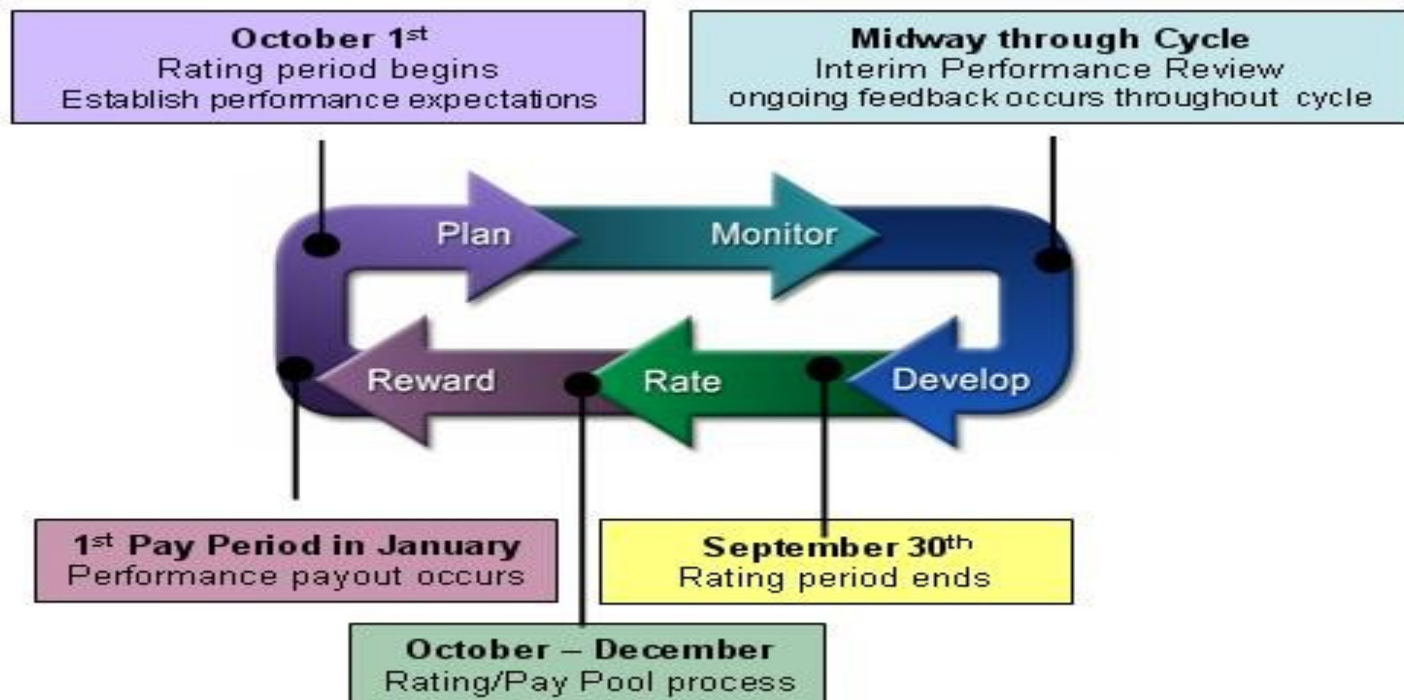 October 1st
Rating period begins
Establish performance expectations
Midway through Cycle
Interim Performance Review
ongoing feedback occurs throughout cycle
Plan
Monitor
Reward
Rate
Develop
1st Pay Period in January
Performance payout occurs
September 30th
Rating period ends
October – December
Rating/Pay Pool process